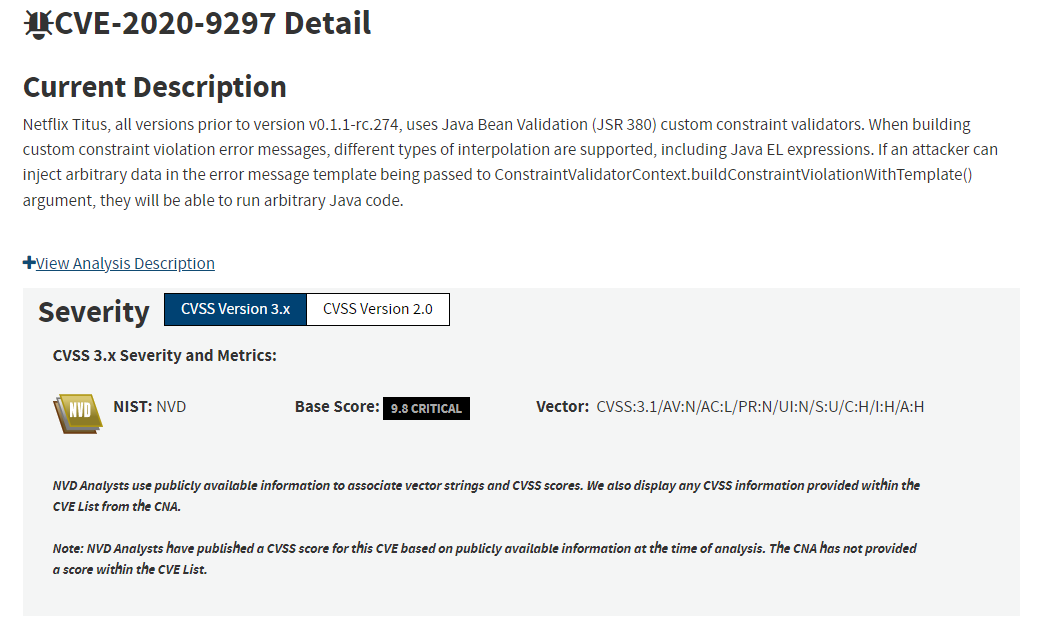 CVE-2020-9297 Detail
Current Description
Netflix Titus, all versions prior to version v0.1.1-rc.274, uses Java Bean Validation (JSR 380) custom constraint validators. When building
custom constraint violation error messages, different types of interpolation are supported, including Java EL expressions. If an attacker can
inject arbitrary data in the error message template being passed to ConstraintValidatorContext.buildConstraintViolationWithTemplate()
argument, they will be able to run arbitrary Java code.
+View Analysis Description
Severity CVSS Version 3.x CVSS Version 2.0
CVSS 3.x Severity and Metrics:
NVD NIST: NVD Base Score: 9.8 CRITICAL Vector: CVSS:3.1/AV:N/AC:L/PR:N/UI:N/S:U/C:H/I:H/A:H
NVD Analysts use publicly available information to associate vector strings and CVSS scores. We also display any CVSS information provided within the
CVE List from the CNA.
Note: NVD Analysts have published a CVSS score for this CVE based on publicly available information at the time of analysis. The CNA has not provided
a score within the CVE List.